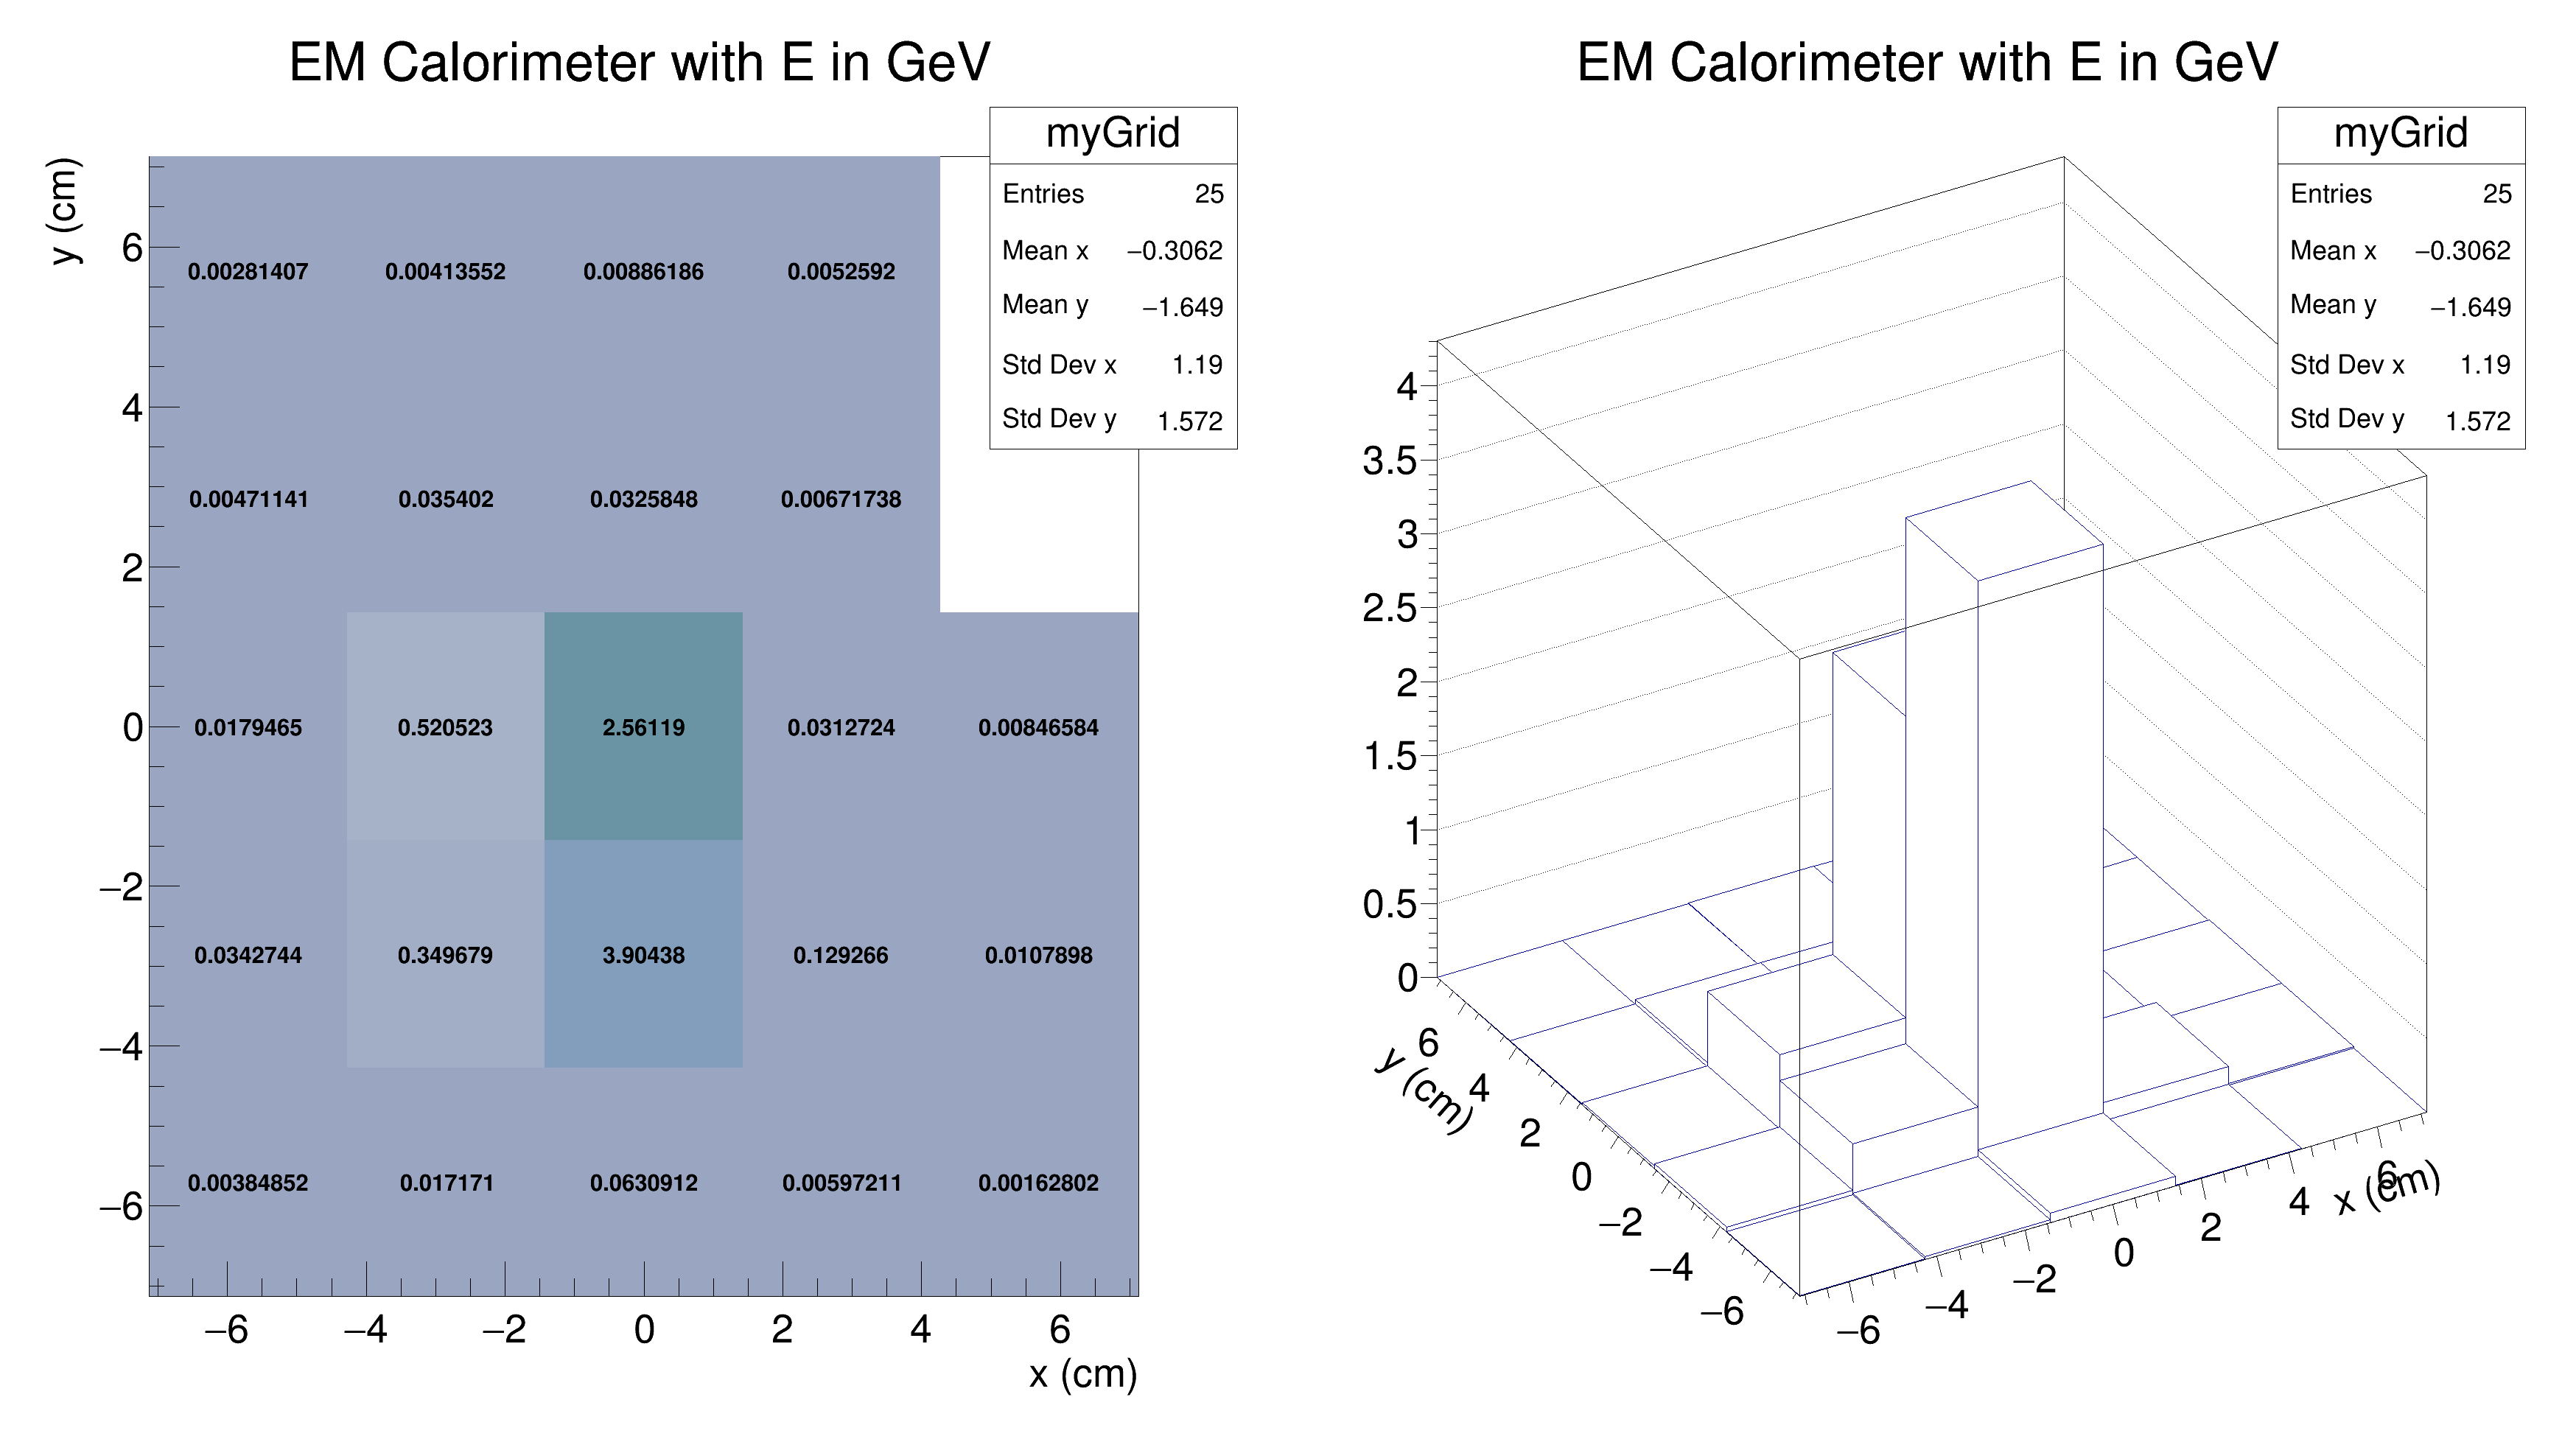 EM Calorimeter with E in GeV
myGrid
Entries 25
Mean x −0.3062
Mean y −1.649
Std Dev x 1.19
Std Dev y 1.572
y (cm)
6
4
2
0
−2
−4
−6
0.00281407 0.00413552 0.00886186 0.0052592
0.00471141 0.035402 0.0325848 0.00671738
0.0179465 0.520523 2.56119 0.0312724 0.00846584
0.0342744 0.349679 3.90438 0.129266 0.0107898
0.00384852 0.017171 0.0630912 0.00597211 0.00162802
−6 −4 −2 0 2 4 6
x (cm)
EM Calorimeter with E in GeV
myGrid
Entries 25
Mean x −0.3062
Mean y −1.649
Std Dev x 1.19
Std Dev y 1.572
4
3.5
3
2.5
2
1.5
1
0.5
0
y (cm)
6
4
2
0
−2
−4
−6
−6 −4 −2 0 2 4 6
x (cm)